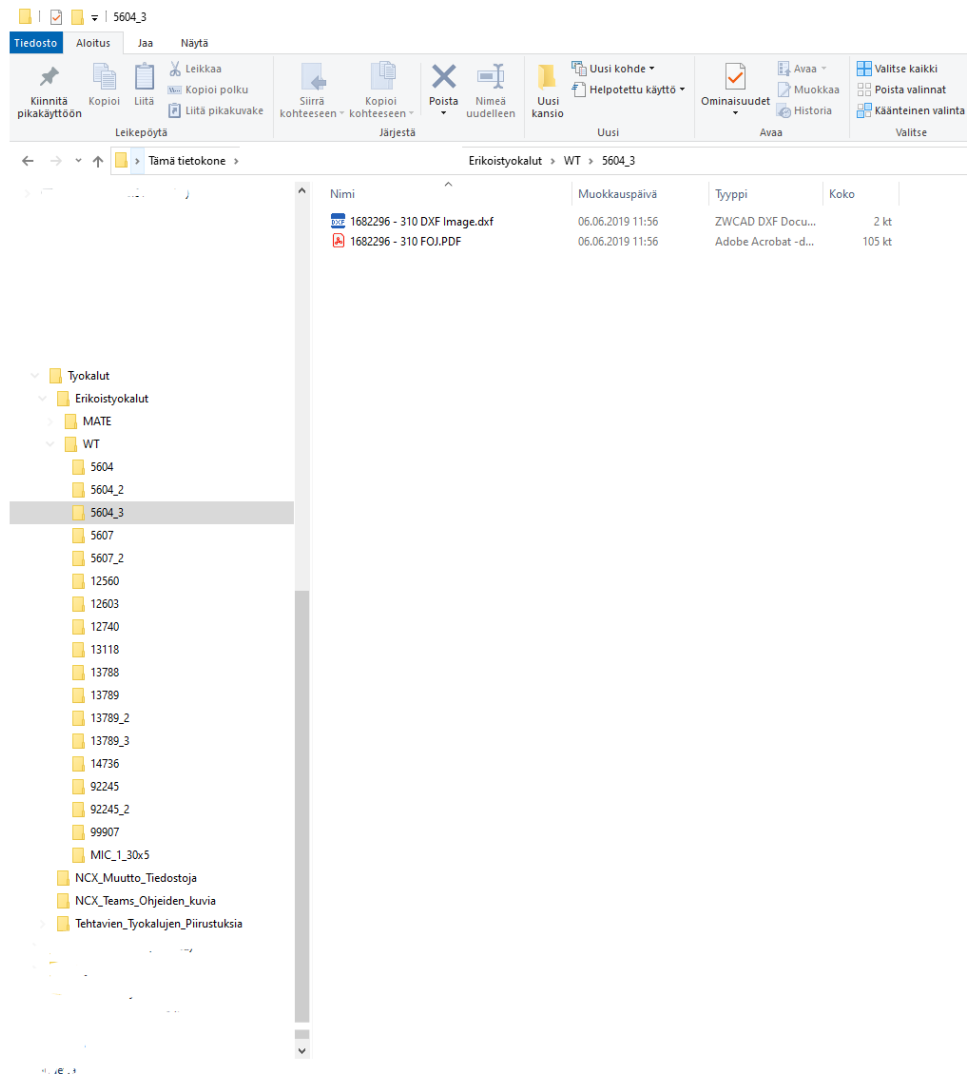 5604_3
Tiedosto Aloitus Jaa Näytä
Kiinnitä pikakäyttöön
Kopioi
Liitä
Leikkaa
Kopioi polku
Liitä pikakuvake
Leikepöytä
Siirrä kohteeseen
Kopioi kohteeseen
Poista
Nimeä uudelleen
Järjestä
Uusi kansio
Uusi kohde
Helpotettu käyttö
Uusi
Ominaisuudet
Avaa
Muokkaa
Historia
Avaa
Valitse kaikki
Poista valinnat
Käänteinen valinta
Valitse
Tämä tietokone > Erikoistyokalut > WT > 5604_3
Nimi Muokkauspäivä Tyyppi Koko
1682296 - 310 DXF Image.dxf 06.06.2019 11:56 ZWCAD DXF Docu... 2 kt
1682296 - 310 FOJ.PDF 06.06.2019 11:56 Adobe Acrobat -d... 105 kt
Tyokalut
Erikoistyokalut
MATE
WT
5604
5604_2
5604_3
5607
5607_2
12560
12603
12740
13118
13788
13789
13789_2
13789_3
14736
92245
92245_2
99907
MIC_1_30x5
NCX_Muutto_Tiedostoja
NCX_Teams_Ohjeiden_kuvia
Tehtavien_Tyokalujen_Piirustuksia